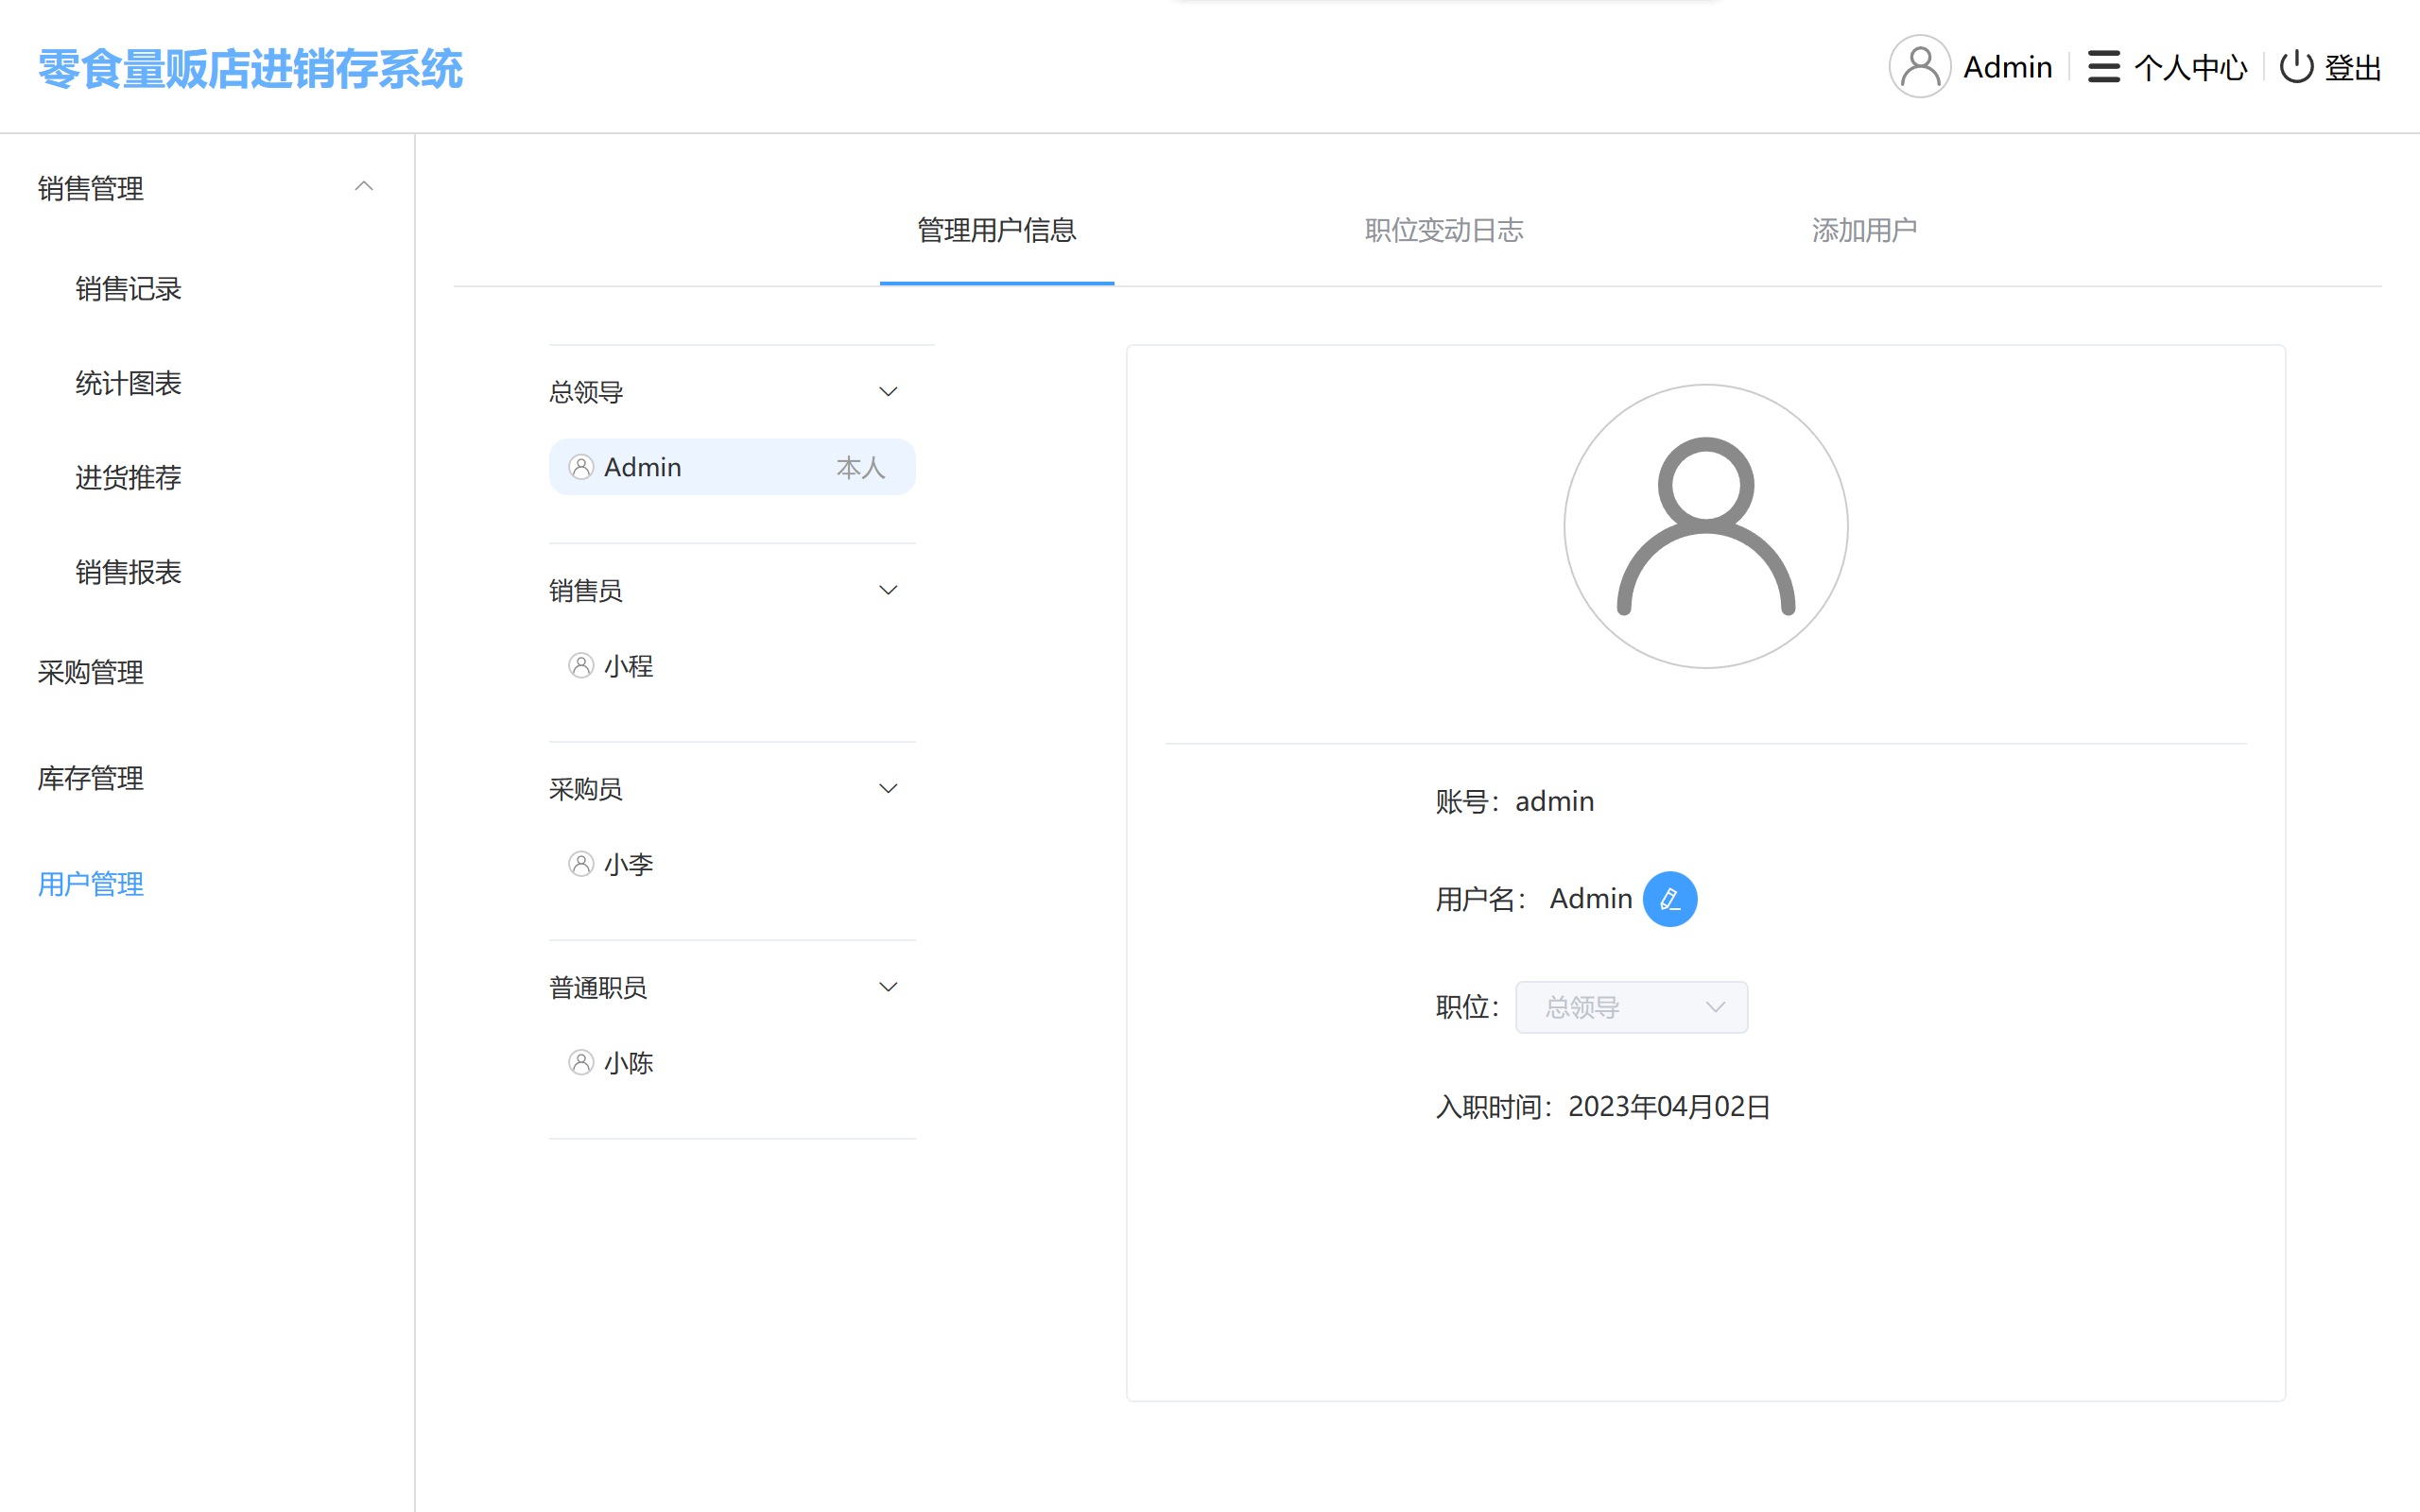 零食量贩店进销存系统
Admin 个人中心 登出
销售管理
销售记录
统计图表
进货推荐
销售报表
采购管理
库存管理
用户管理
管理用户信息 职位变动日志 添加用户
总领导
Admin 本人
销售员
小程
采购员
小李
普通职员
小陈
账号：admin
用户名： Admin
职位： 总领导
入职时间：2023年04月02日